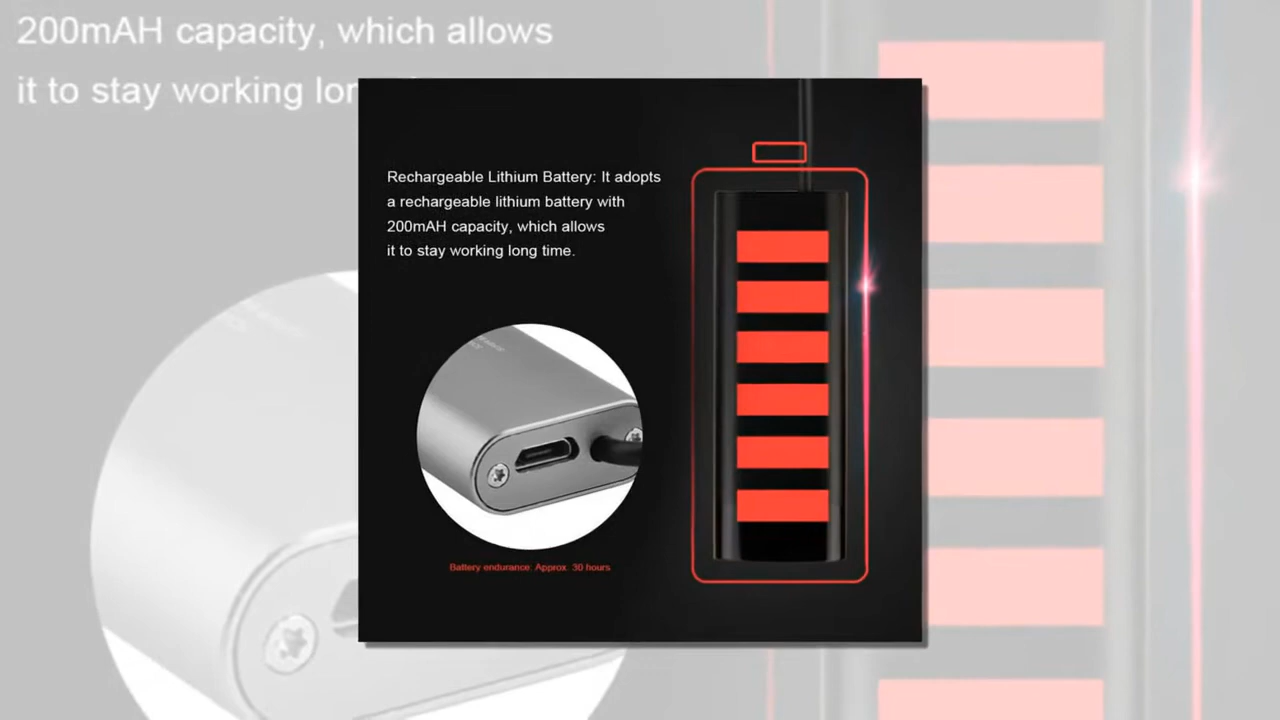 200mAH capacity, which allows
it to stay working
Rechargeable Lithium Battery: It adopts
a rechargeable lithium battery with
200mAH capacity, which allows
it to stay working long time.
Battery endurance: Approx. 30 hours